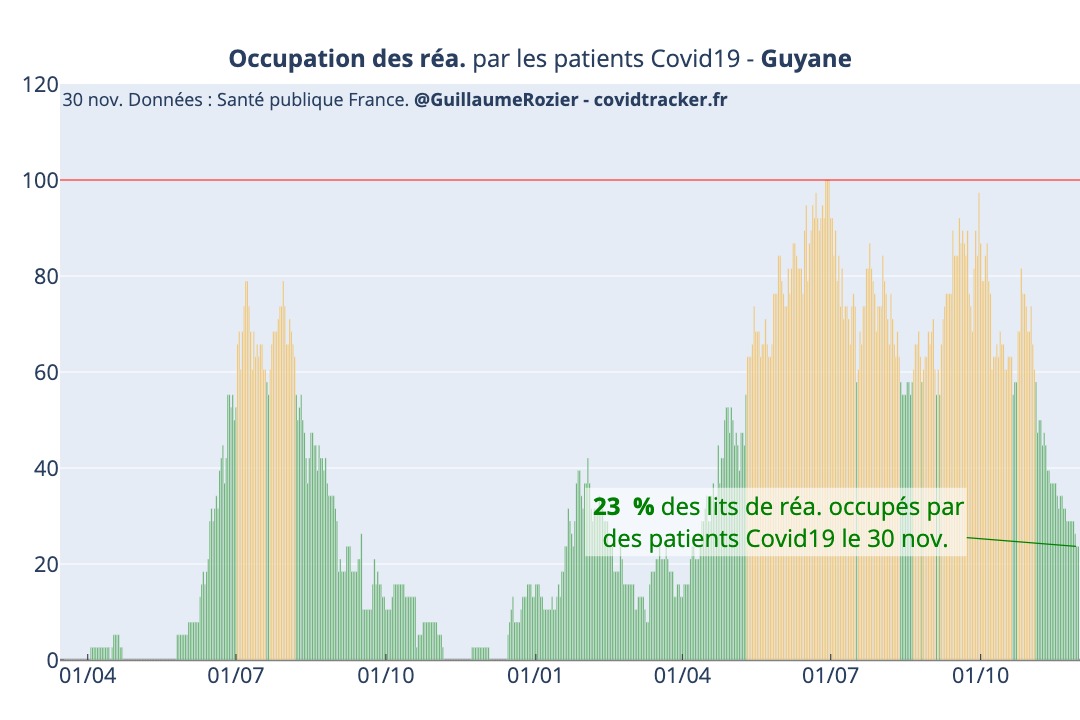 Occupation des réa. par les patients Covid19 - Guyane
120
30 nov. Données : Santé publique France. @GuillaumeRozier - covidtracker.fr
100
80
60
40
23 % des lits de réa. occupés par
des patients Covid19 le 30 nov.
20
0
01/04 01/07 01/10 01/01 01/04 01/07 01/10